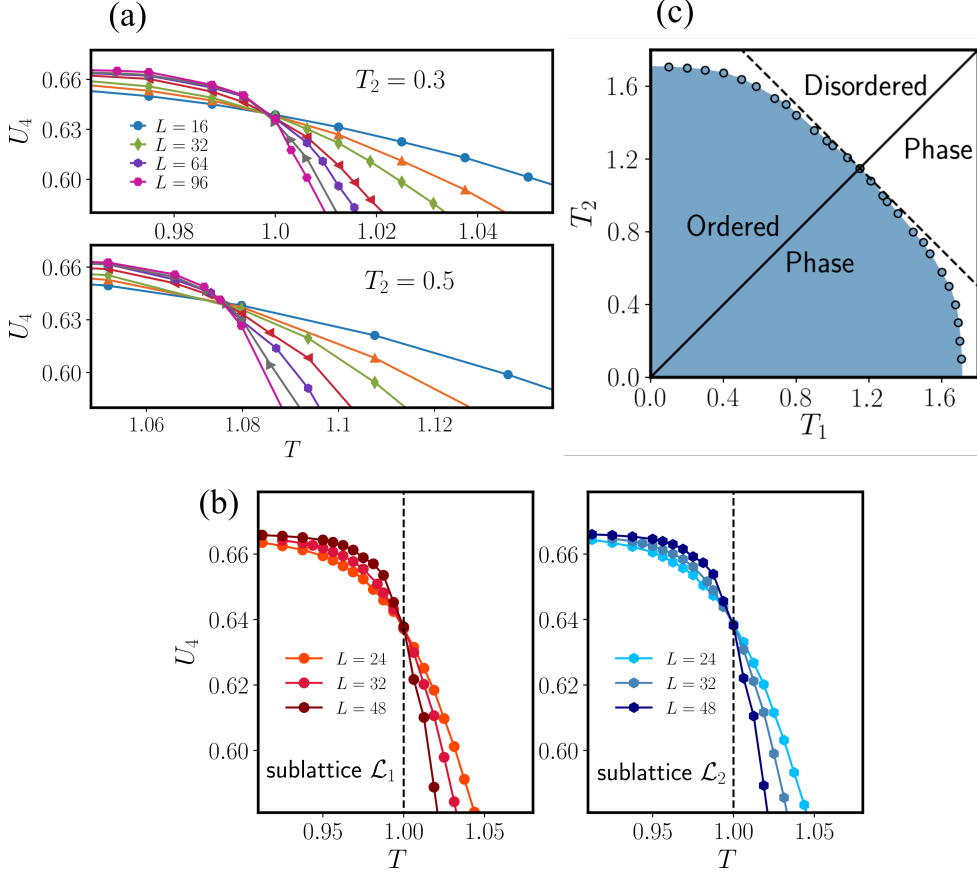 (a)
U₄
0.66
0.63
0.60
T₂ = 0.3
L = 16
L = 32
L = 64
L = 96
0.98
1.00
1.02
1.04
U₄
0.66
0.63
0.60
T₂ = 0.5
1.06
1.08
1.1
1.12
T
(c)
T₂
1.6
1.2
0.8
0.4
0.0
Disordered
Phase
Ordered
Phase
0.0
0.4
0.8
1.2
1.6
T₁
(b)
U₄
0.66
0.64
0.62
0.60
L = 24
L = 32
L = 48
sublattice ℒ₁
0.95
1.00
1.05
T
0.66
0.64
0.62
0.60
L = 24
L = 32
L = 48
sublattice ℒ₂
0.95
1.00
1.05
T